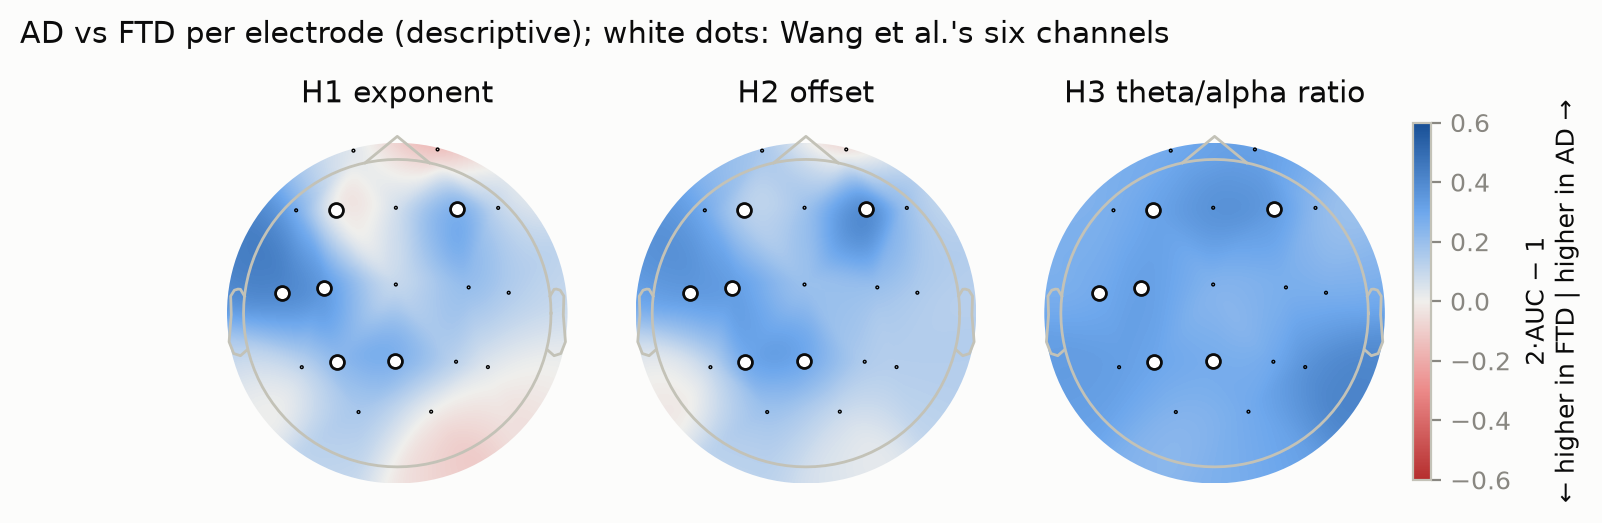 AD vs FTD per electrode (descriptive); white dots: Wang et al.'s six channels
H1 exponent
H2 offset
H3 theta/alpha ratio
0.6
0.4
0.2
0.0
−0.2
−0.4
−0.6
2·AUC − 1
← higher in FTD | higher in AD →